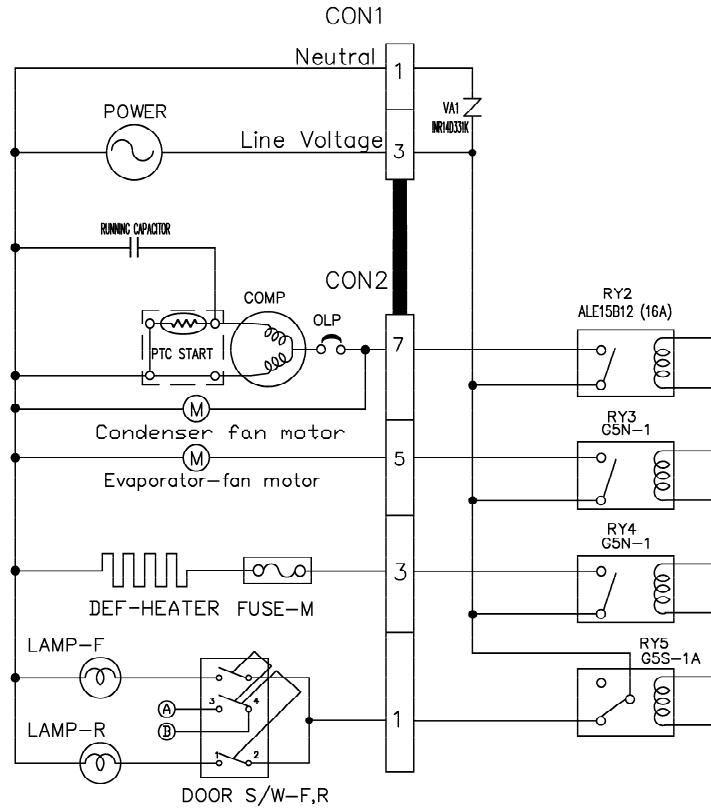 CON1
Neutral
1
VA1
INR14D331K
POWER
Line Voltage
3
RUNNING CAPACITOR
CON2
COMP
OLP
PTC START
7
RY2
ALE15B12 (16A)
M
Condenser fan motor
RY3
G5N-1
M
5
Evaporator-fan motor
RY4
G5N-1
3
DEF-HEATER
FUSE-M
RY5
G5S-1A
LAMP-F
A
3
4
B
1
LAMP-R
1
2
DOOR S/W-F,R